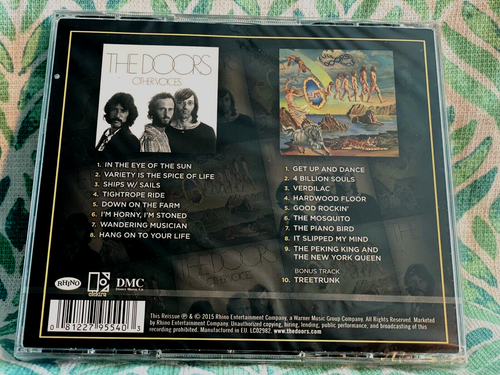 THE DOORS
OTHER VOICES
1. IN THE EYE OF THE SUN
2. VARIETY IS THE SPICE OF LIFE
3. SHIPS W/ SAILS
4. TIGHTROPE RIDE
5. DOWN ON THE FARM
6. I'M HORNY, I'M STONED
7. WANDERING MUSICIAN
8. HANG ON TO YOUR LIFE
1. GET UP AND DANCE
2. 4 BILLION SOULS
3. VERDILAC
4. HARDWOOD FLOOR
5. GOOD ROCKIN'
6. THE MOSQUITO
7. THE PIANO BIRD
8. IT SLIPPED MY MIND
9. THE PEKING KING AND
THE NEW YORK QUEEN
BONUS TRACK
10. TREETRUNK
RHINO
elektra
DMC
0 81227 95540 3
This Reissue ℗ & © 2015 Rhino Entertainment Company, a Warner Music Group Company. All Rights Reserved. Marketed
by Rhino Entertainment Company. Unauthorized copying, hiring, lending, public performance, and broadcasting of this
recording prohibited. Manufactured in EU. LC02982. www.thedoors.com